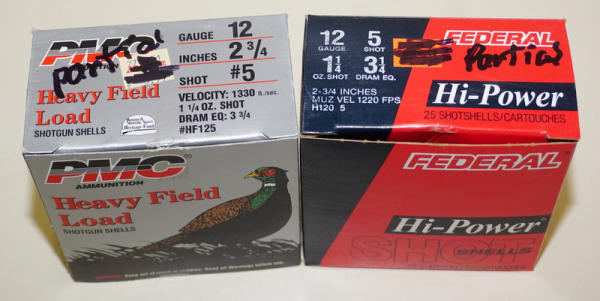 PMC
partial
Heavy Field
Load
SHOTGUN SHELLS
GAUGE 12
INCHES 2 3/4
SHOT #5
VELOCITY: 1330 ft./sec.
1 1/4 OZ. SHOT
DRAM EQ: 3 3/4
#HF125
PMC®
AMMUNITION
Heavy Field
Load
SHOTGUN SHELLS
12 5
GAUGE SHOT
1 1/4 3 1/4
OZ. SHOT DRAM EQ.
2-3/4 INCHES
MUZ VEL 1220 FPS
H120 5
FEDERAL
Partial
Hi-Power
25 SHOTSHELLS/CARTOUCHES
FEDERAL
Hi-Power
SHOT
SHELLS